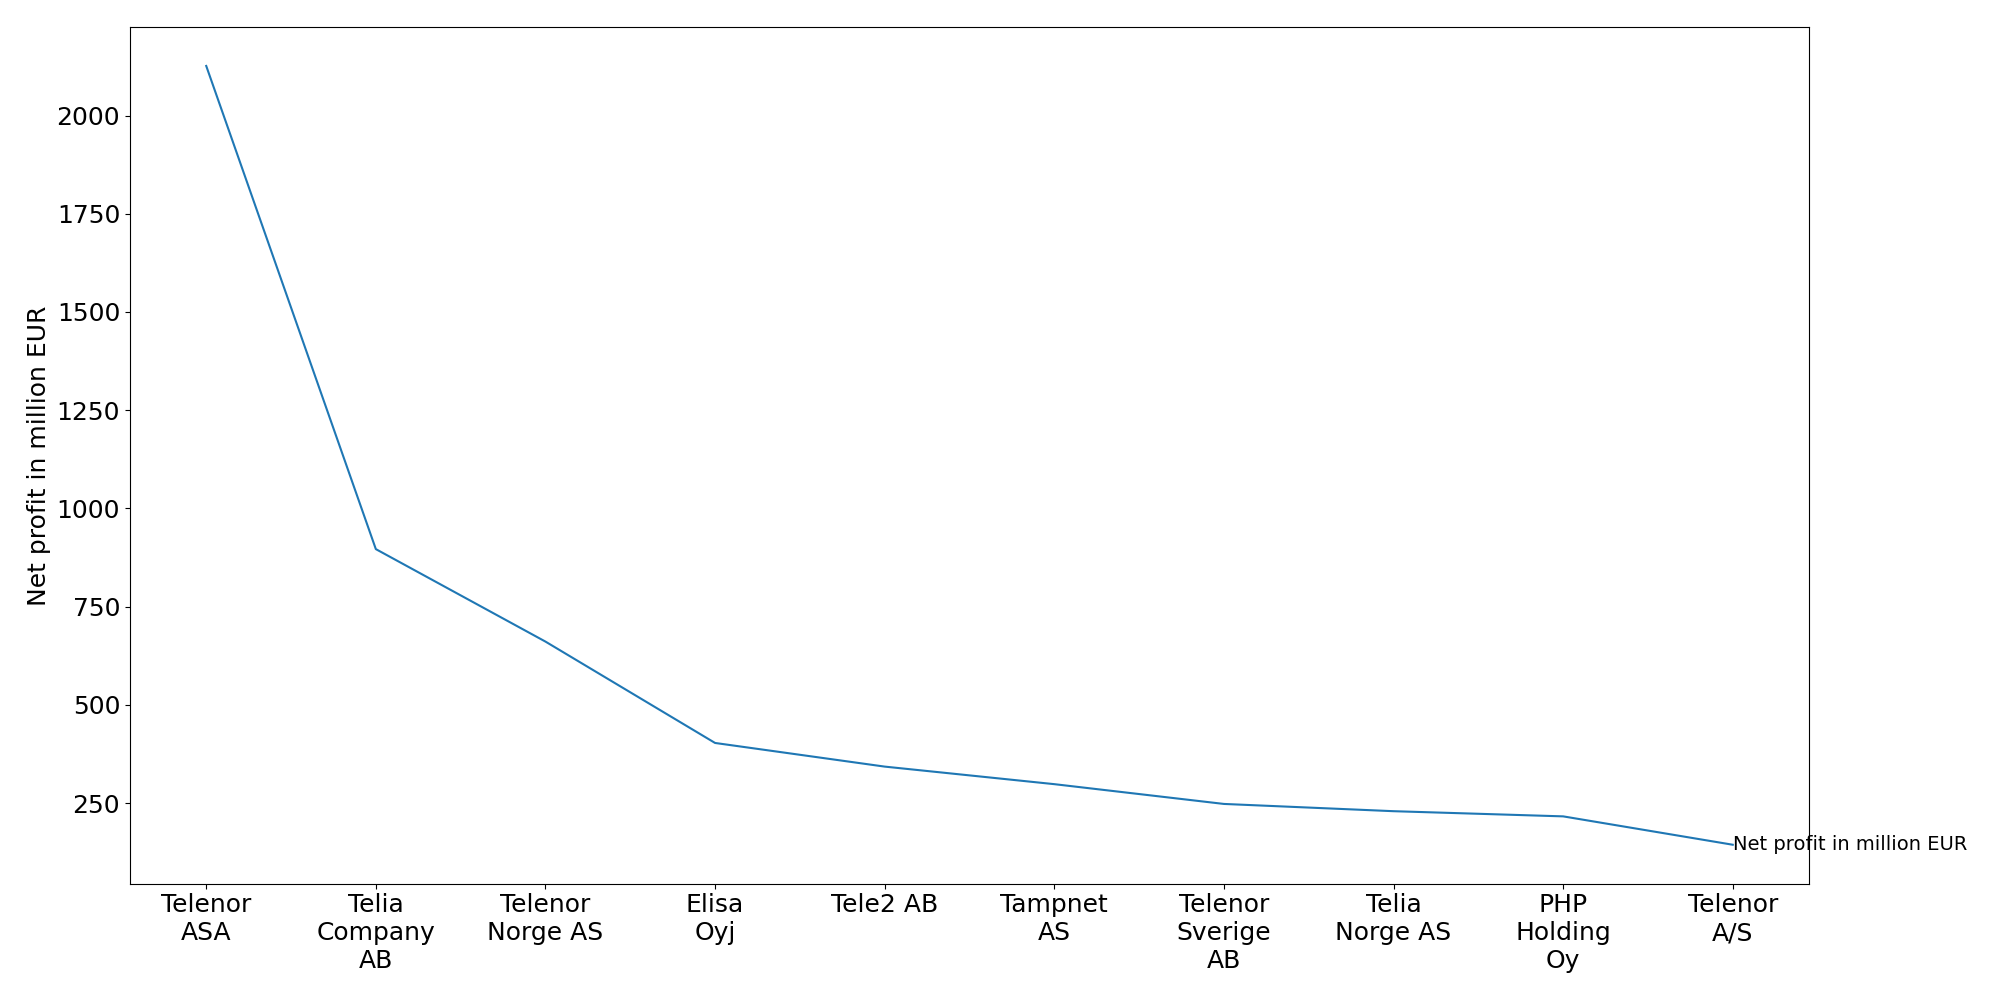 Net profit in million EUR
2000
1750
1500
1250
1000
750
500
250
Net profit in million EUR
Telenor
ASA
Telia
Company
AB
Telenor
Norge AS
Elisa
Oyj
Tele2 AB
Tampnet
AS
Telenor
Sverige
AB
Telia
Norge AS
PHP
Holding
Oy
Telenor
A/S